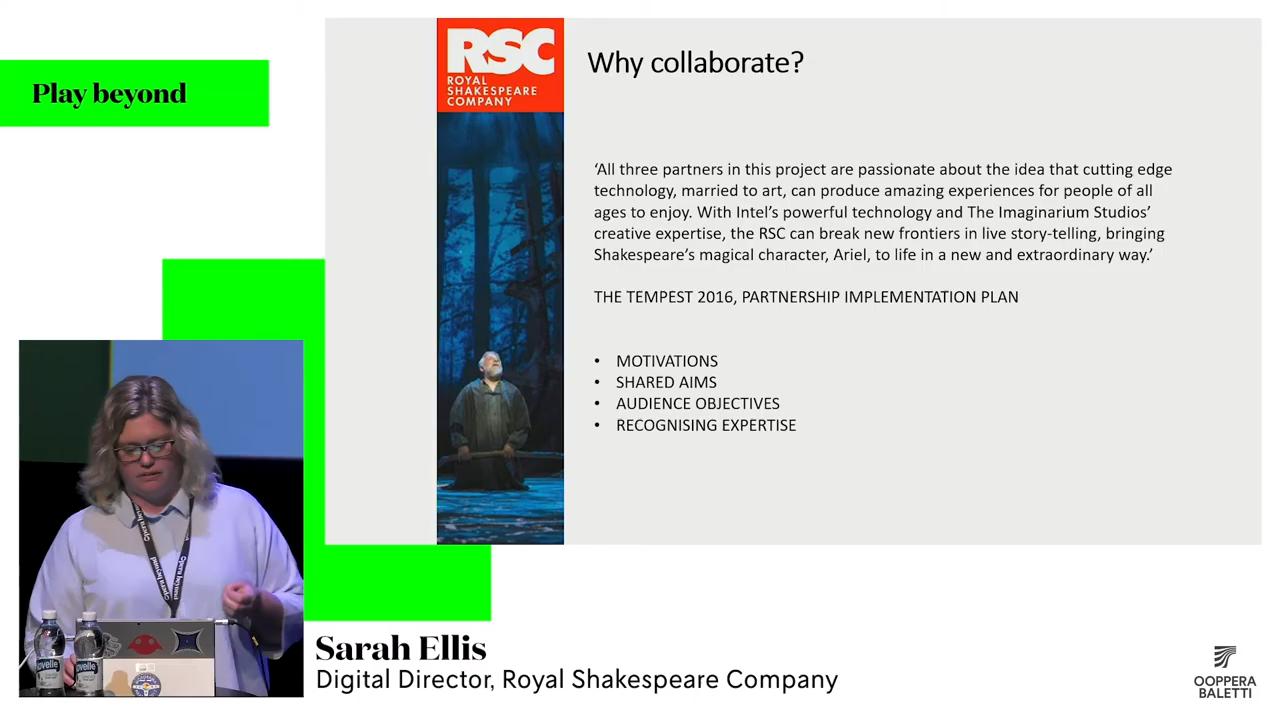 Play beyond
RSC
ROYAL
SHAKESPEARE
COMPANY
Why collaborate?
‘All three partners in this project are passionate about the idea that cutting edge
technology, married to art, can produce amazing experiences for people of all
ages to enjoy. With Intel’s powerful technology and The Imaginarium Studios’
creative expertise, the RSC can break new frontiers in live story-telling, bringing
Shakespeare’s magical character, Ariel, to life in a new and extraordinary way.’
THE TEMPEST 2016, PARTNERSHIP IMPLEMENTATION PLAN
• MOTIVATIONS
• SHARED AIMS
• AUDIENCE OBJECTIVES
• RECOGNISING EXPERTISE
Opera beyond
Opera beyond
Sarah Ellis
Digital Director, Royal Shakespeare Company
OOPPERA
BALETTI